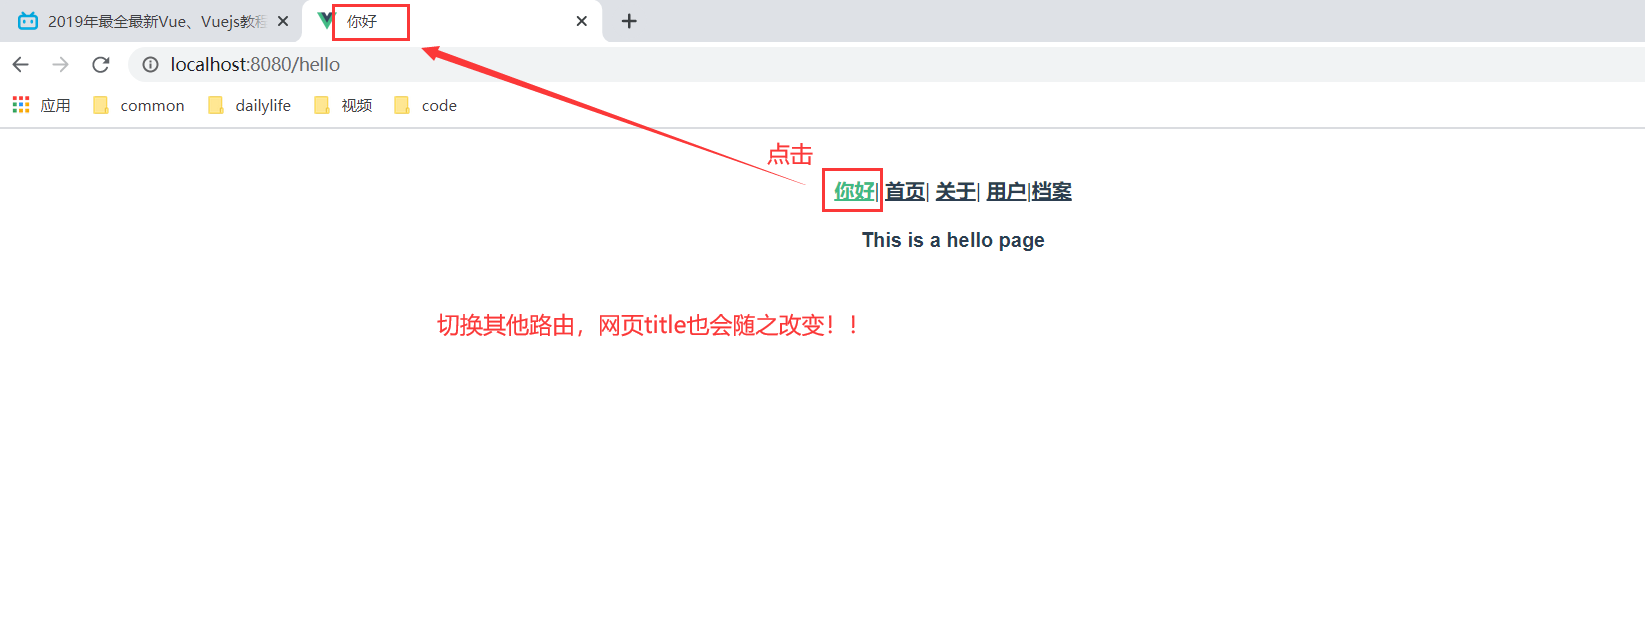 2019年最全最新Vue、Vuejs教程
你好
localhost:8080/hello
应用 common dailylife 视频 code
点击
你好| 首页| 关于| 用户|档案
This is a hello page
切换其他路由，网页title也会随之改变！！